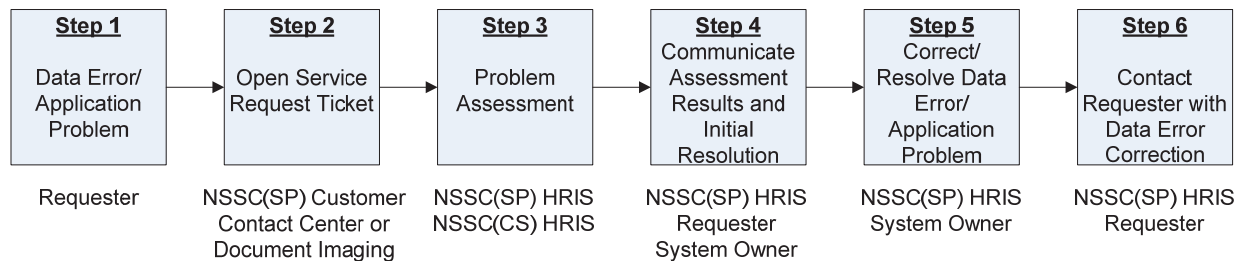 Step 1
Data Error/
Application
Problem
Requester
Step 2
Open Service
Request Ticket
NSSC(SP) Customer
Contact Center or
Document Imaging
Step 3
Problem
Assessment
NSSC(SP) HRIS
NSSC(CS) HRIS
Step 4
Communicate
Assessment
Results and
Initial
Resolution
NSSC(SP) HRIS
Requester
System Owner
Step 5
Correct/
Resolve Data
Error/
Application
Problem
NSSC(SP) HRIS
System Owner
Step 6
Contact
Requester with
Data Error
Correction
NSSC(SP) HRIS
Requester